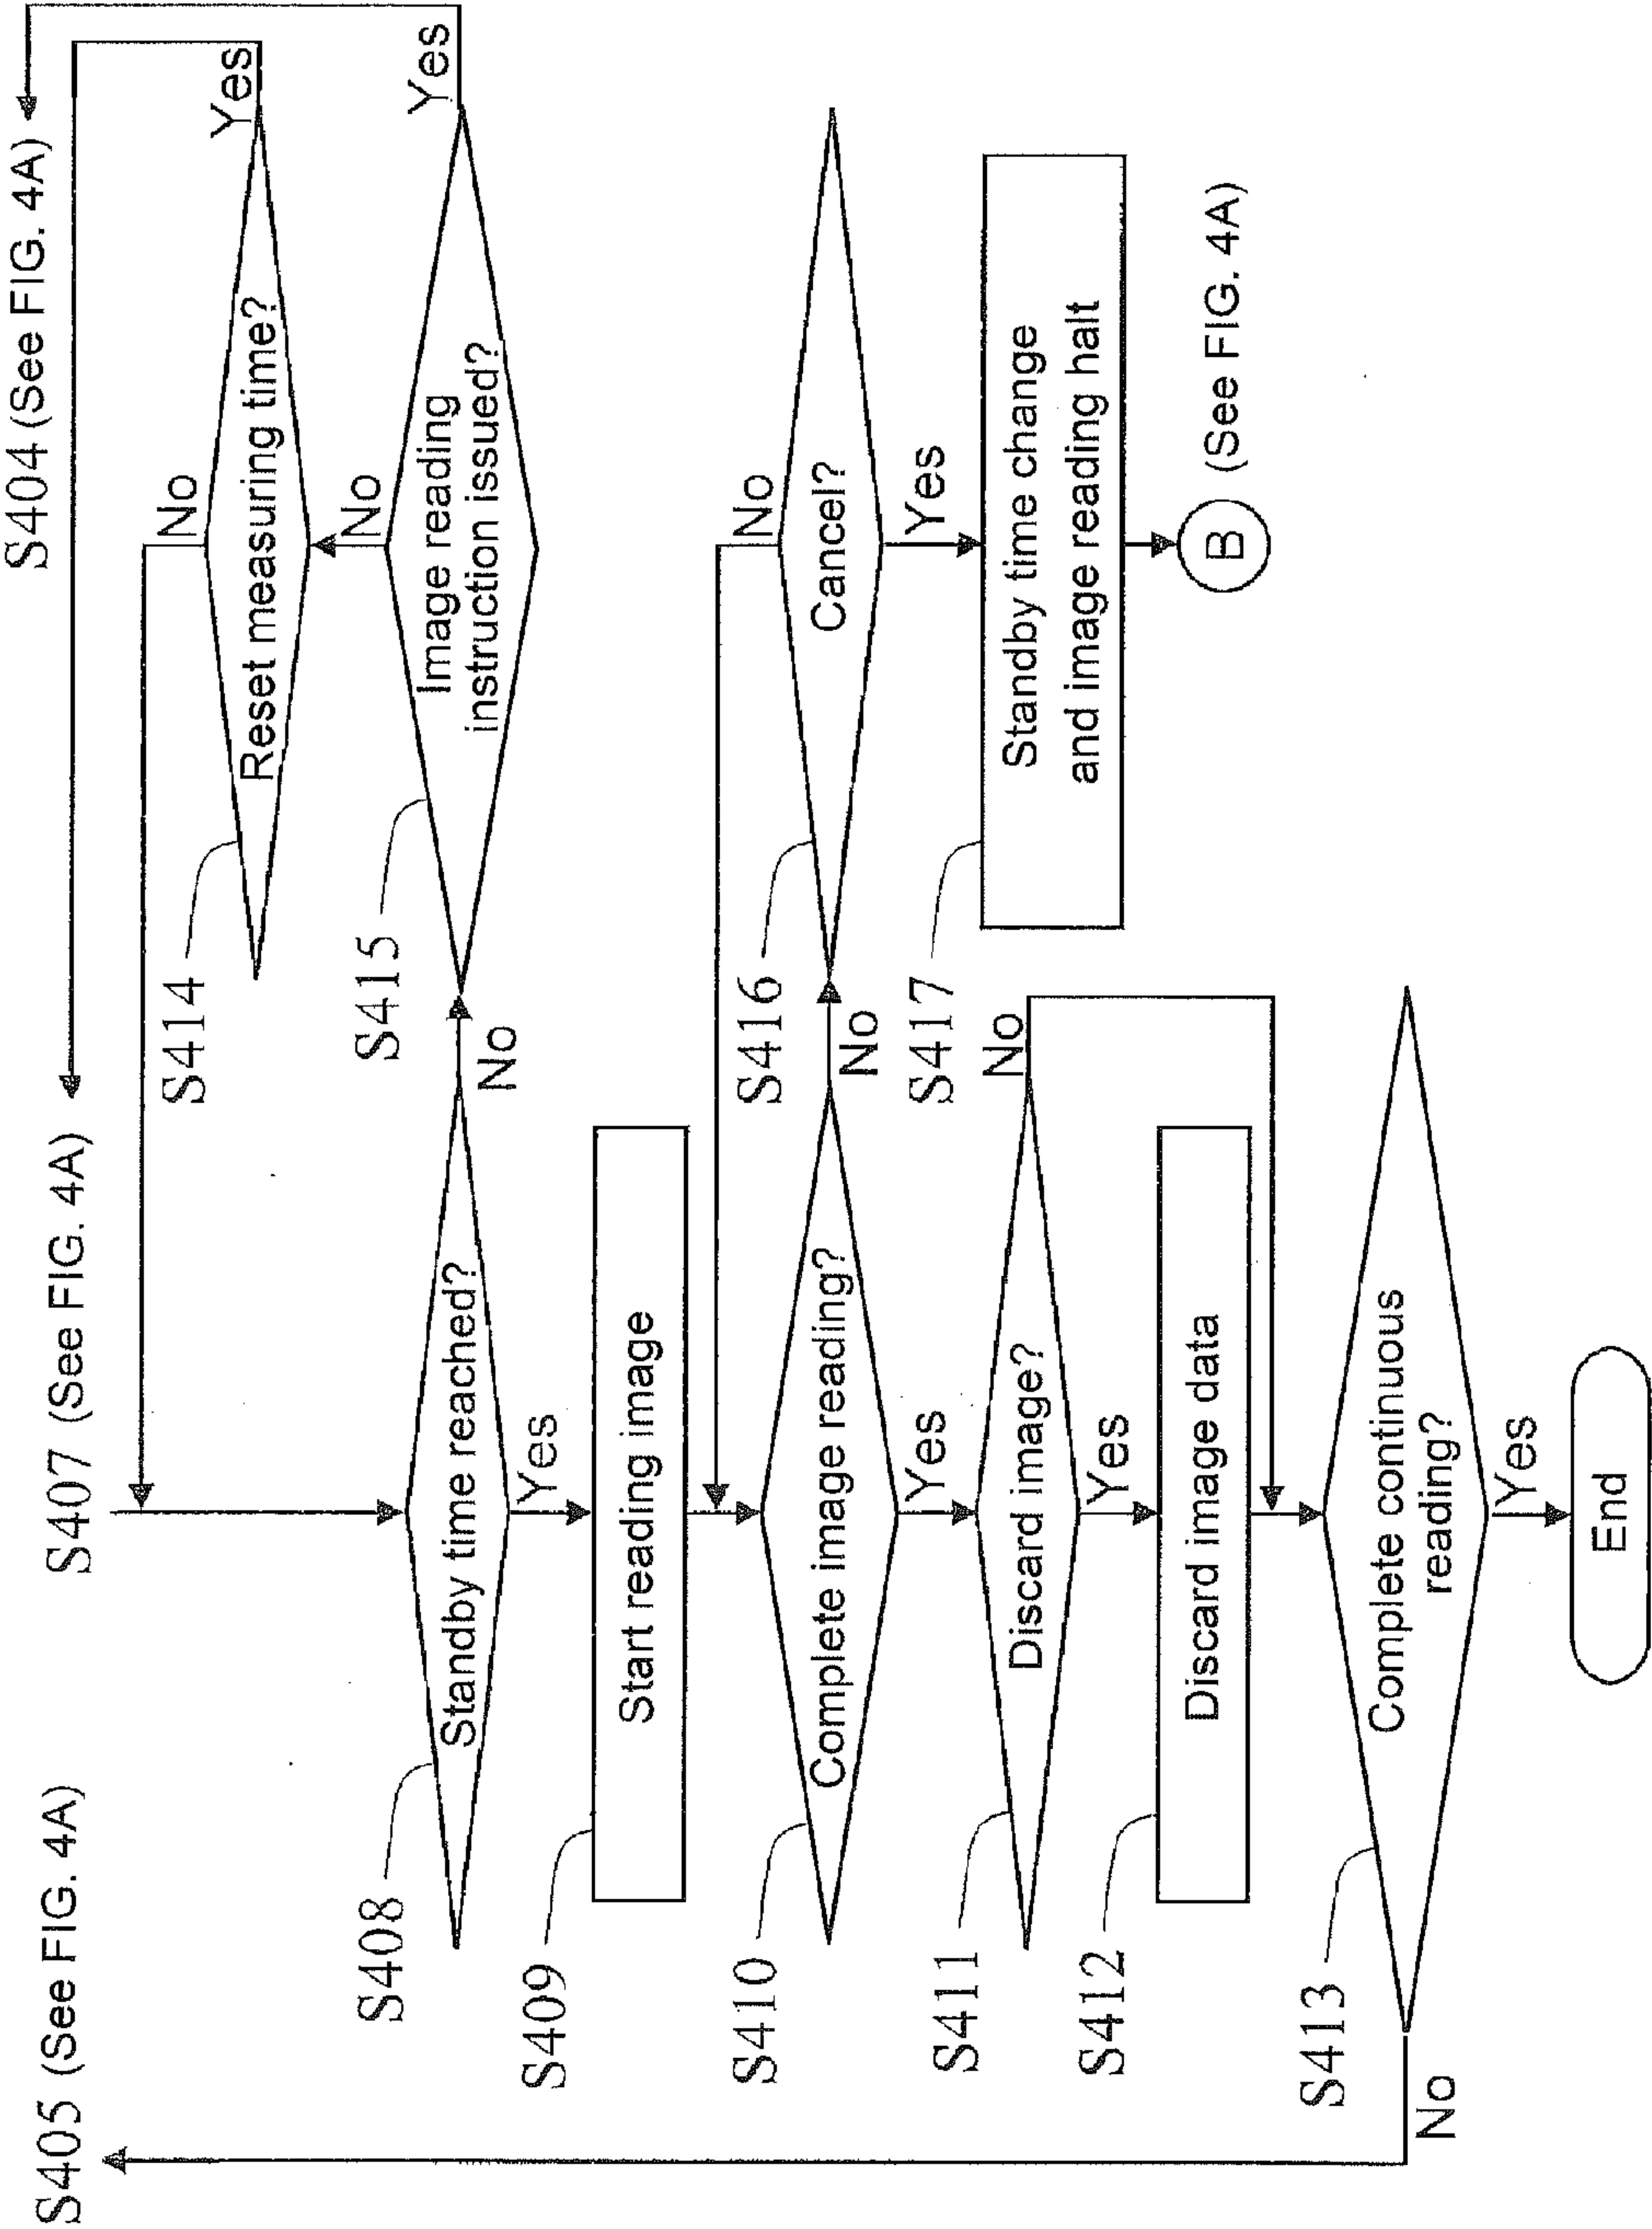 S405 (See FIG. 4A)
S407 (See FIG. 4A)
S404 (See FIG. 4A)
S414
Reset measuring time?
No
Yes
S408
Standby time reached?
No
Yes
S415
Image reading
instruction issued?
No
Yes
S409
Start reading image
S410
Complete image reading?
No
Yes
S416
Cancel?
No
Yes
S411
Discard image?
No
Yes
S417
Standby time change
and image reading halt
B (See FIG. 4A)
S412
Discard image data
S413
Complete continuous
reading?
No
Yes
End